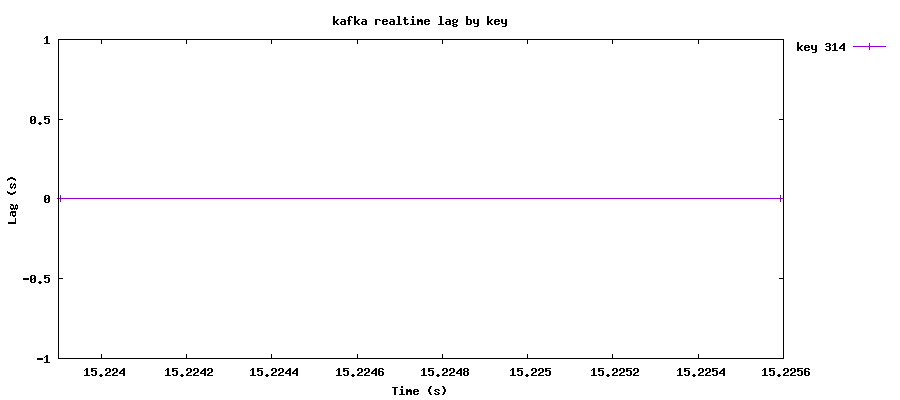 kafka realtime lag by key
key 314
1
0.5
0
-0.5
-1
Lag (s)
15.224 15.2242 15.2244 15.2246 15.2248 15.225 15.2252 15.2254 15.2256
Time (s)